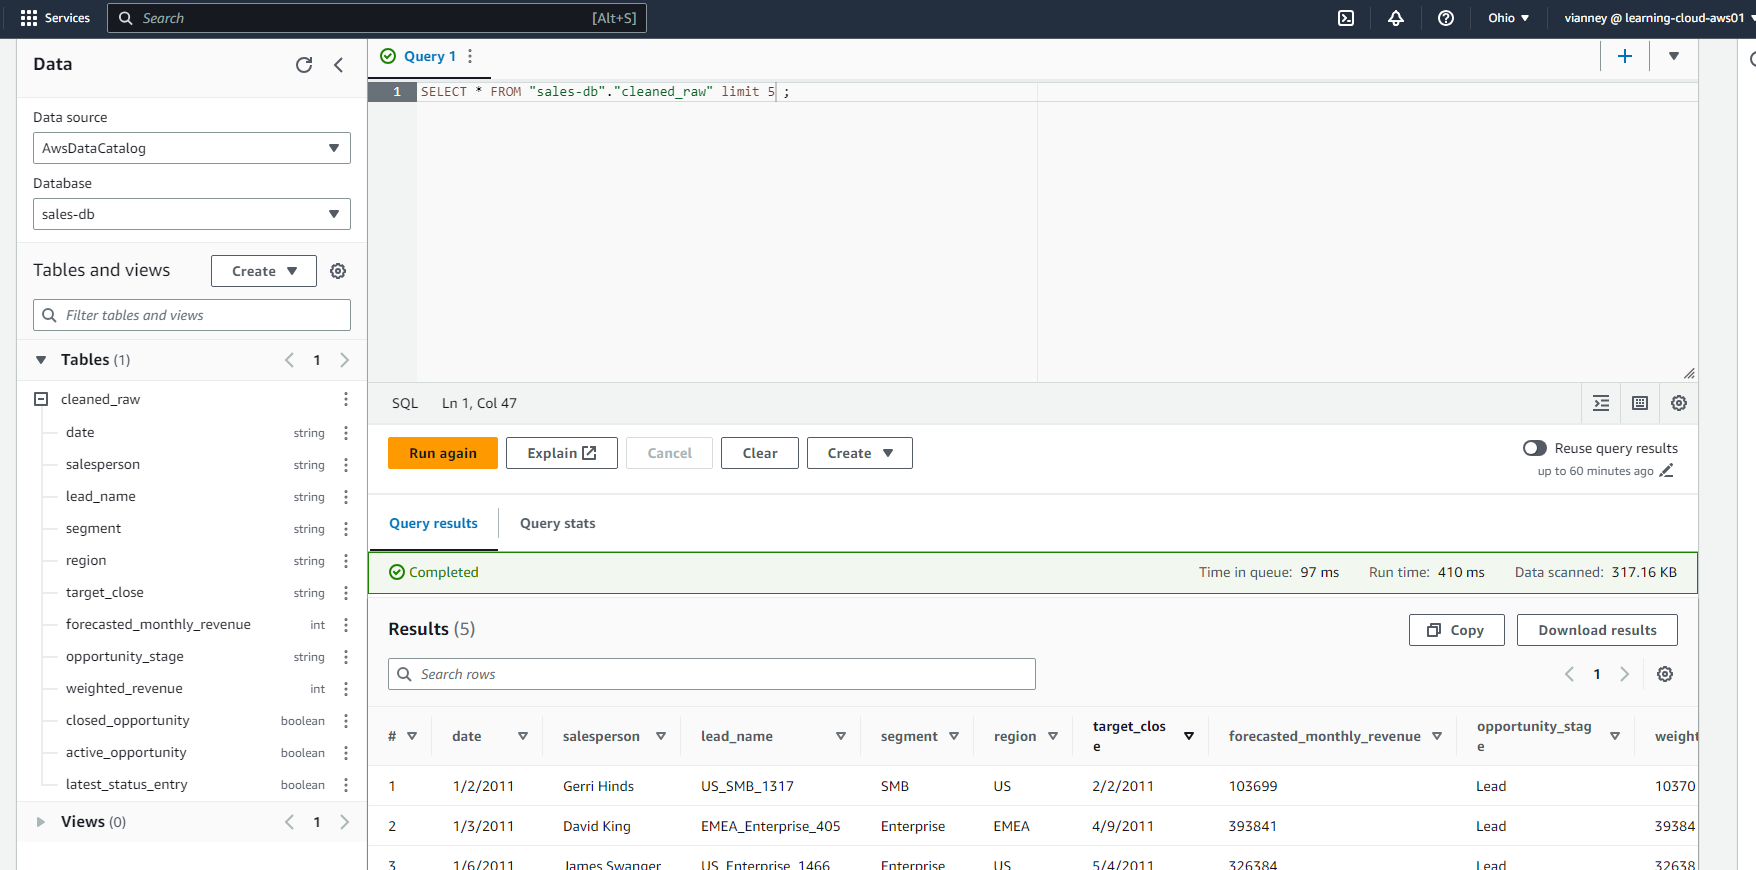 Services
Search [Alt+S]
Ohio
vianney @ learning-cloud-aws01
Data
Data source
AwsDataCatalog
Database
sales-db
Tables and views
Create
Filter tables and views
Tables (1)
1
cleaned_raw
date string
salesperson string
lead_name string
segment string
region string
target_close string
forecasted_monthly_revenue int
opportunity_stage string
weighted_revenue int
closed_opportunity boolean
active_opportunity boolean
latest_status_entry boolean
Views (0)
1
Query 1
1 SELECT * FROM "sales-db"."cleaned_raw" limit 5 ;
SQL Ln 1, Col 47
Run again Explain Cancel Clear Create
Reuse query results
up to 60 minutes ago
Query results Query stats
Completed Time in queue: 97 ms Run time: 410 ms Data scanned: 317.16 KB
Results (5) Copy Download results
Search rows 1
# date salesperson lead_name segment region target_clos
e forecasted_monthly_revenue opportunity_stag
e weight
1 1/2/2011 Gerri Hinds US_SMB_1317 SMB US 2/2/2011 103699 Lead 10370
2 1/3/2011 David King EMEA_Enterprise_405 Enterprise EMEA 4/9/2011 393841 Lead 39384
3 1/6/2011 James Swanger US_Enterprise_1466 Enterprise US 5/4/2011 326384 Lead 32638